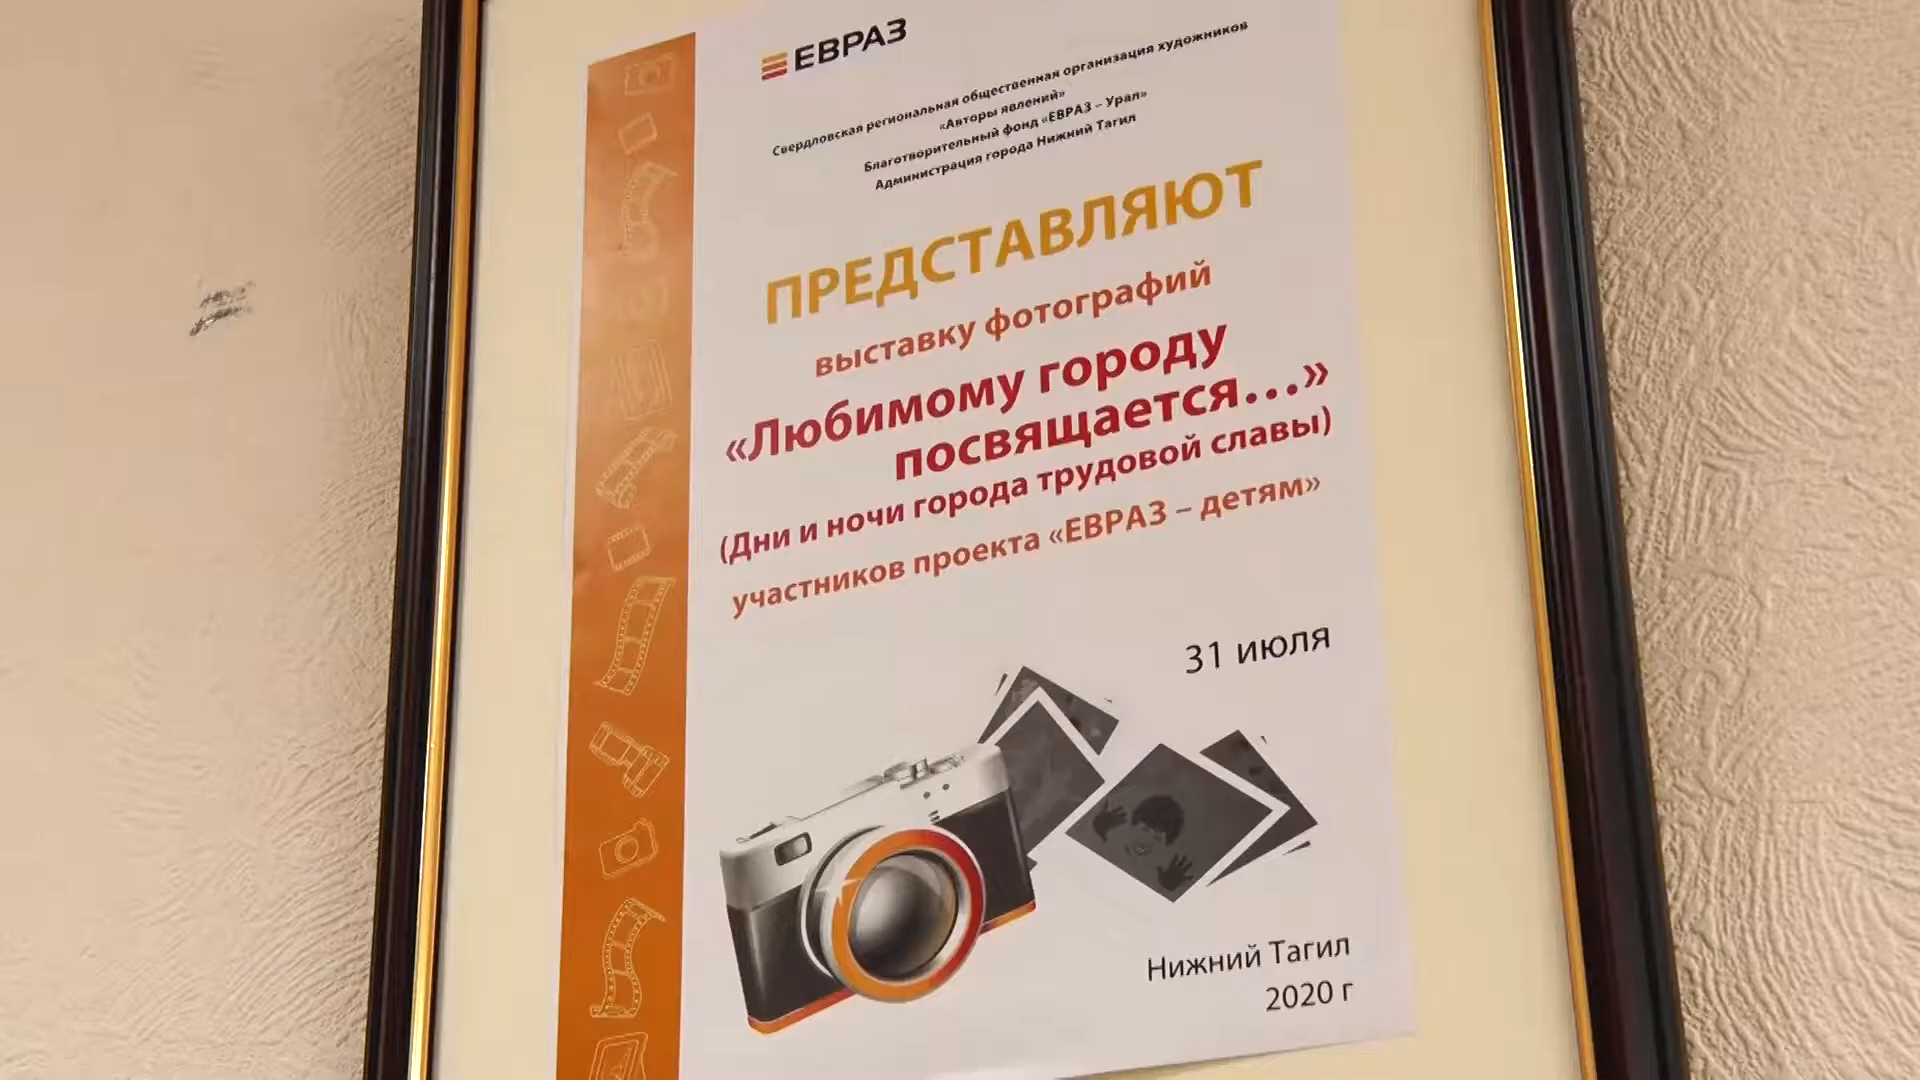 ЕВРАЗ
Свердловская региональная общественная организация художников
«Авторы явлений»
Благотворительный фонд «ЕВРАЗ – Урал»
Администрация города Нижний Тагил
ПРЕДСТАВЛЯЮТ
выставку фотографий
«Любимому городу
посвящается...»
(Дни и ночи города трудовой славы)
участников проекта «ЕВРАЗ – детям»
31 июля
Нижний Тагил
2020 г